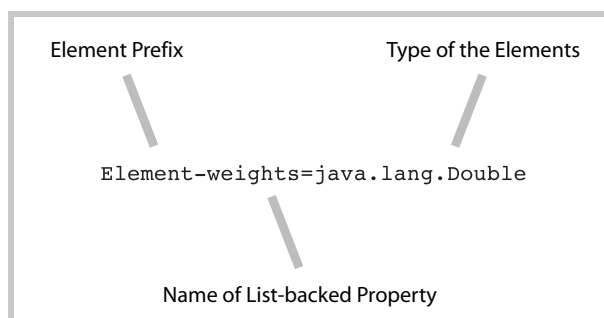 Element Prefix
Type of the Elements
Element-weights=java.lang.Double
Name of List-backed Property